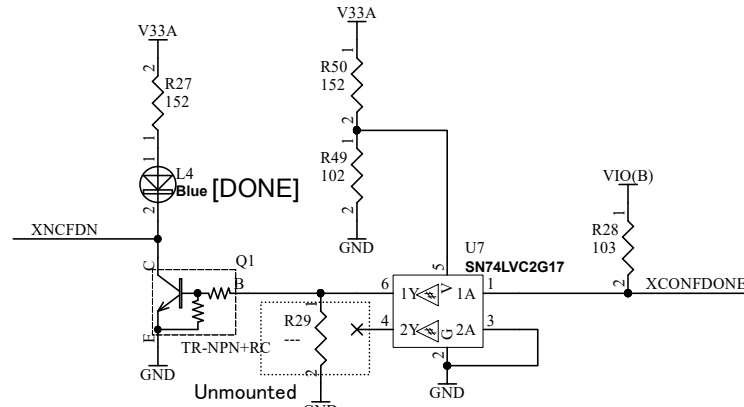 V33A
V33A
2
R27
152
1
1
R50
152
2
1
L4
Blue [DONE]
2
1
R49
102
2
GND
VIO(B)
1
R28
103
2
XNCFDN
U7
SN74LVC2G17
5
XCONFDONE
C
Q1
B
E
TR-NPN+RC
GND
6
1Y
V
1A
1
4
2Y
G
2A
3
2
GND
1
R29
---
2
Unmounted
GND